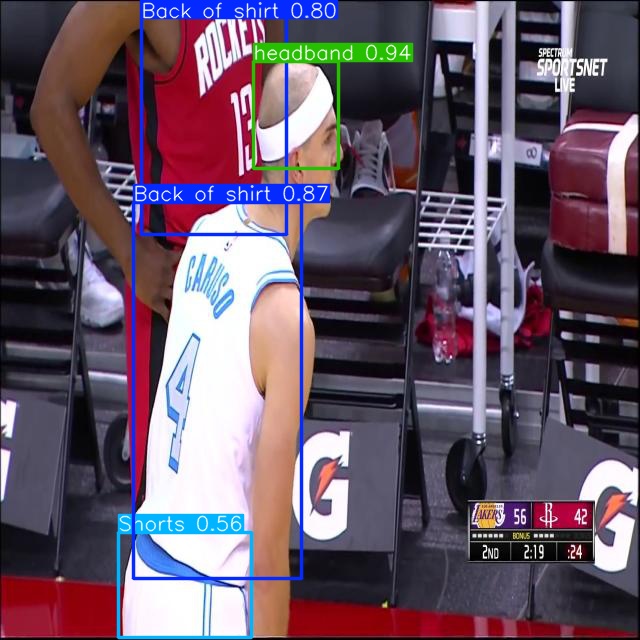 Back of shirt 0.80
headband 0.94
SPECTRUM
SPORTSNET
LIVE
ROCKETS
13
Back of shirt 0.87
CARUSO
4
G
G
Shorts 0.56
LAKERS 56 42
BONUS
2ND 2:19 :24